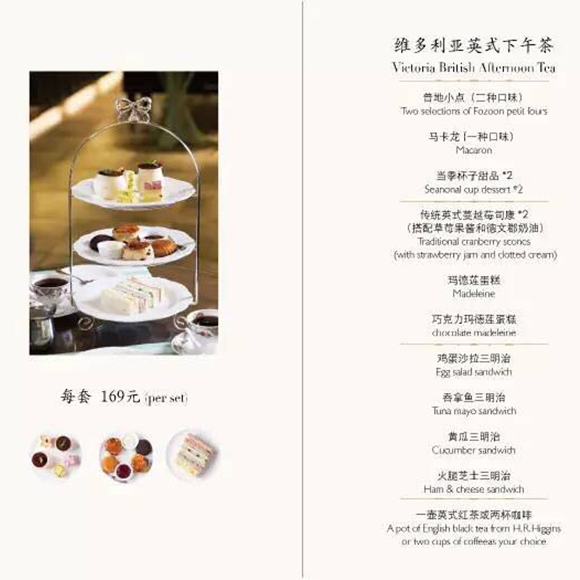 每套 169元 (per set)
维多利亚英式下午茶
Victoria British Afternoon Tea
普地小点（二种口味）
Two selections of Fozoon petit fours
马卡龙 (一种口味）
Macaron
当季杯子甜品 *2
Seanonal cup dessert *2
传统英式蔓越莓司康 *2
（搭配草莓果酱和德文郡奶油）
Traditional cranberry scones
(with strawberry jam and clotted cream)
玛德莲蛋糕
Madeleine
巧克力玛德莲蛋糕
chocolate madeleine
鸡蛋沙拉三明治
Egg salad sandwich
吞拿鱼三明治
Tuna mayo sandwich
黄瓜三明治
Cucumber sandwich
火腿芝士三明治
Ham & cheese sandwich
一壶英式红茶或两杯咖啡
A pot of English black tea from H.R.Higgins
or two cups of coffeeas your choice